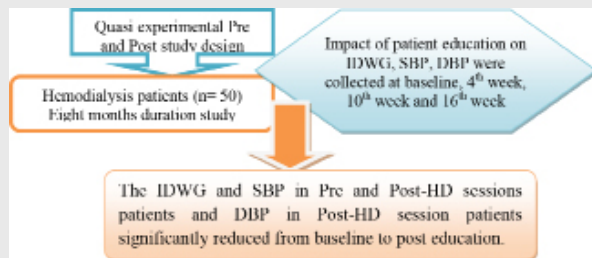 Quasi experimental Pre
and Post study design
Impact of patient education on
IDWG, SBP, DBP were
collected at baseline, 4th week,
10th week and 16th week
Hemodialysis patients (n= 50)
Eight months duration study
The IDWG and SBP in Pre and Post-HD sessions
patients and DBP in Post-HD session patients
significantly reduced from baseline to post education.